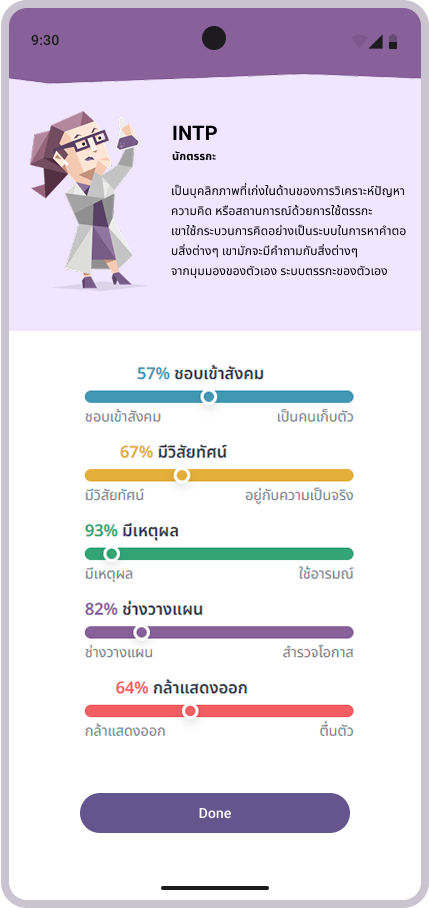 9:30
INTP
นักตรรกะ
เป็นบุคลิกภาพที่เก่งในด้านของการวิเคราะห์ปัญหา
ความคิด หรือสถานการณ์ด้วยการใช้ตรรกะ
เขาใช้กระบวนการคิดอย่างเป็นระบบในการหาคำตอ
บสิ่งต่างๆ เขามักจะมีคำถามกับสิ่งต่างๆ
จากมุมมองของตัวเอง ระบบตรรกะของตัวเอง
57% ชอบเข้าสังคม
ชอบเข้าสังคม เป็นคนเก็บตัว
67% มีวิสัยทัศน์
มีวิสัยทัศน์ อยู่กับความเป็นจริง
93% มีเหตุผล
มีเหตุผล ใช้อารมณ์
82% ช่างวางแผน
ช่างวางแผน สำรวจโอกาส
64% กล้าแสดงออก
กล้าแสดงออก ตื่นตัว
Done